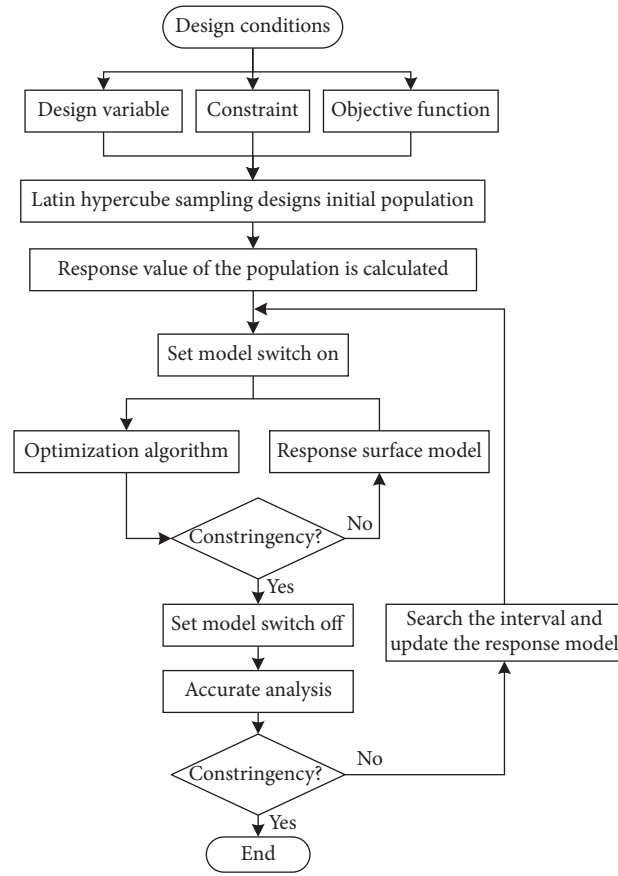 Design conditions
Design variable
Constraint
Objective function
Latin hypercube sampling designs initial population
Response value of the population is calculated
Set model switch on
Optimization algorithm
Response surface model
Constringency?
No
Yes
Set model switch off
Search the interval and
update the response model
Accurate analysis
Constringency?
No
Yes
End